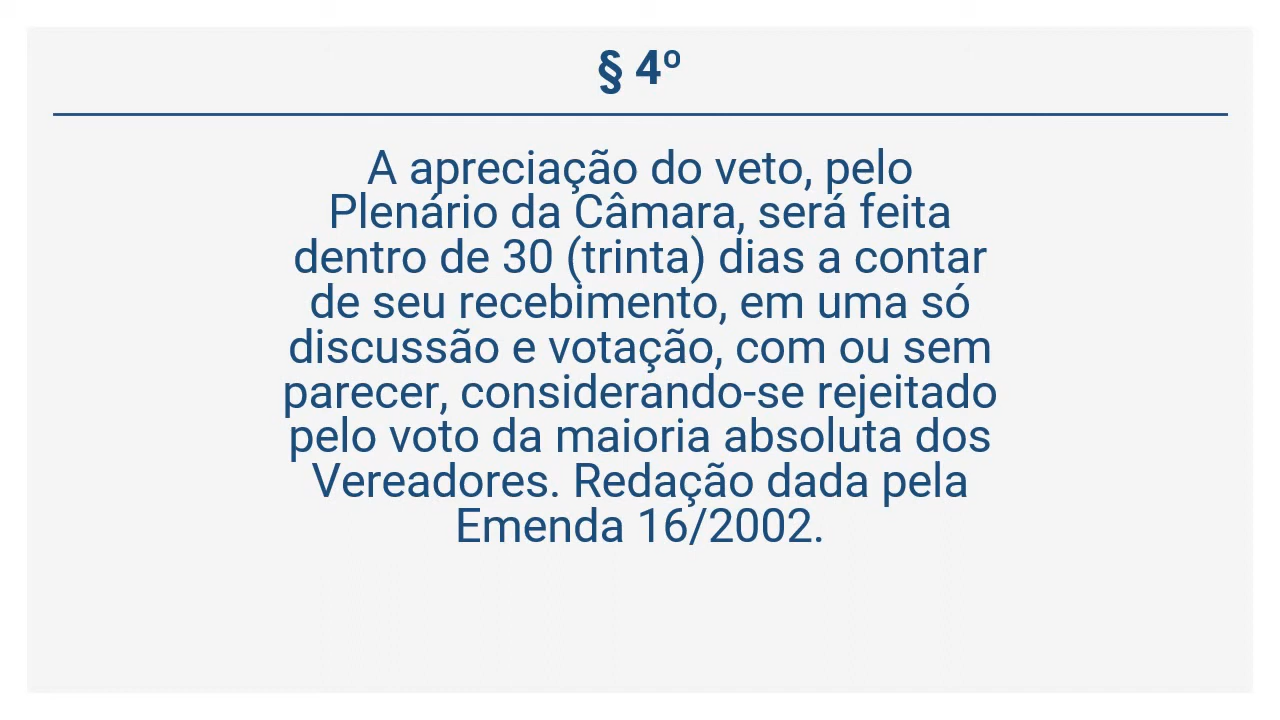 § 4º
A apreciação do veto, pelo
Plenário da Câmara, será feita
dentro de 30 (trinta) dias a contar
de seu recebimento, em uma só
discussão e votação, com ou sem
parecer, considerando-se rejeitado
pelo voto da maioria absoluta dos
Vereadores. Redação dada pela
Emenda 16/2002.